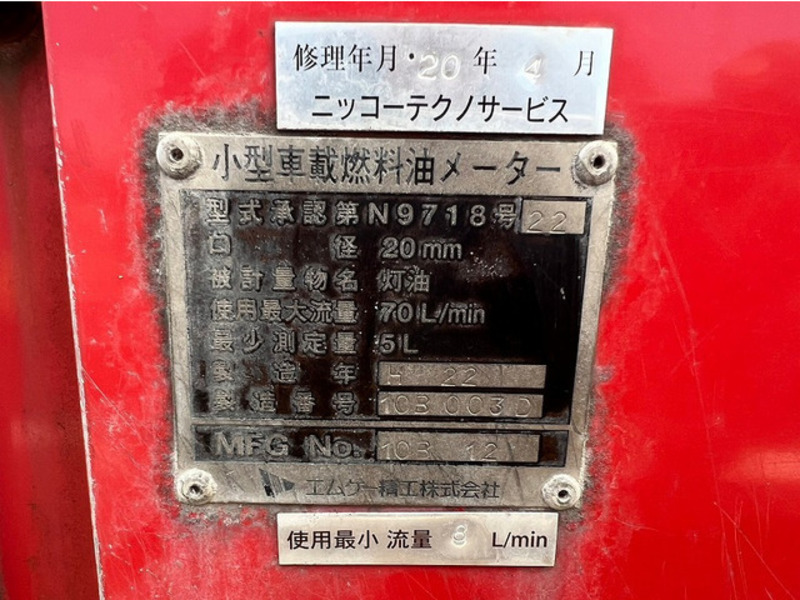 修理年月・20年 4月
ニッコーテクノサービス
小型車載燃料油メーター
型式承認第N9718号 22
口径 20mm
被計量物名 灯油
使用最大流量 70L/min
最少測定量 5L
製造年 H 22
製造番号 10B003D
MFG No. 10B 12
エムケー精工株式会社
使用最小流量 8 L/min